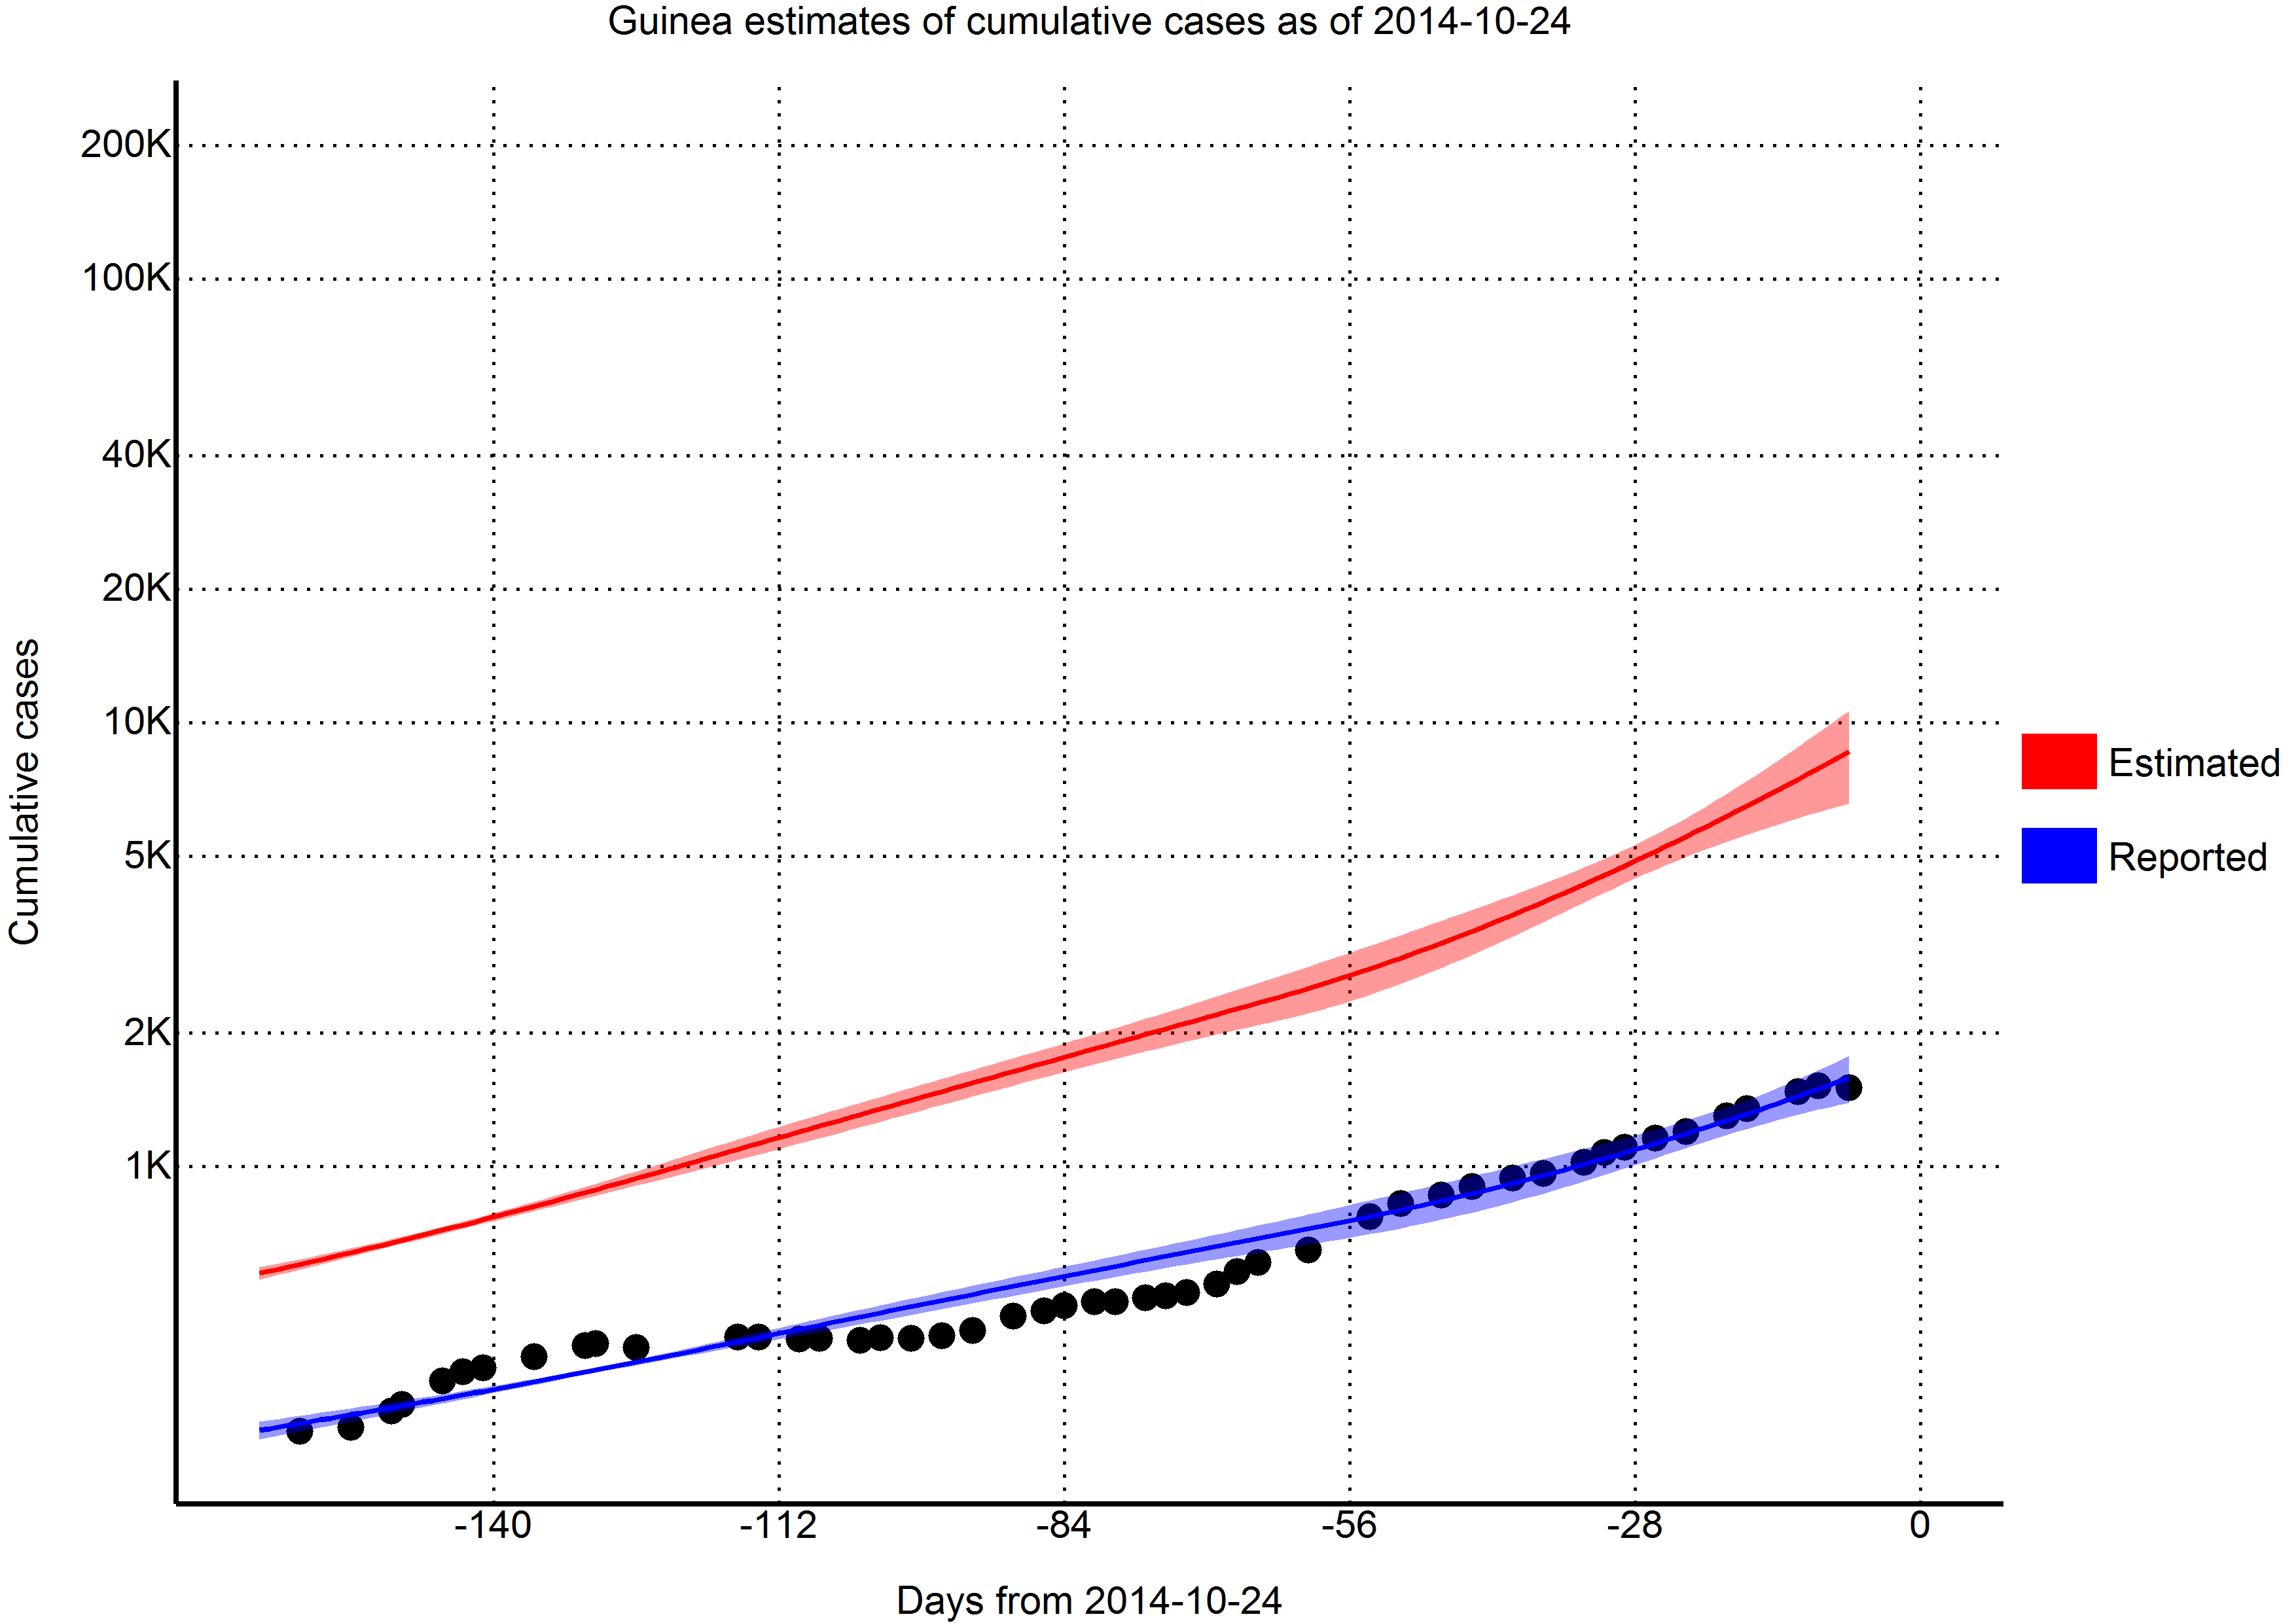 Guinea estimates of cumulative cases as of 2014-10-24
200K
100K
40K
20K
10K
5K
2K
1K
Cumulative cases
Estimated
Reported
-140 -112 -84 -56 -28 0
Days from 2014-10-24